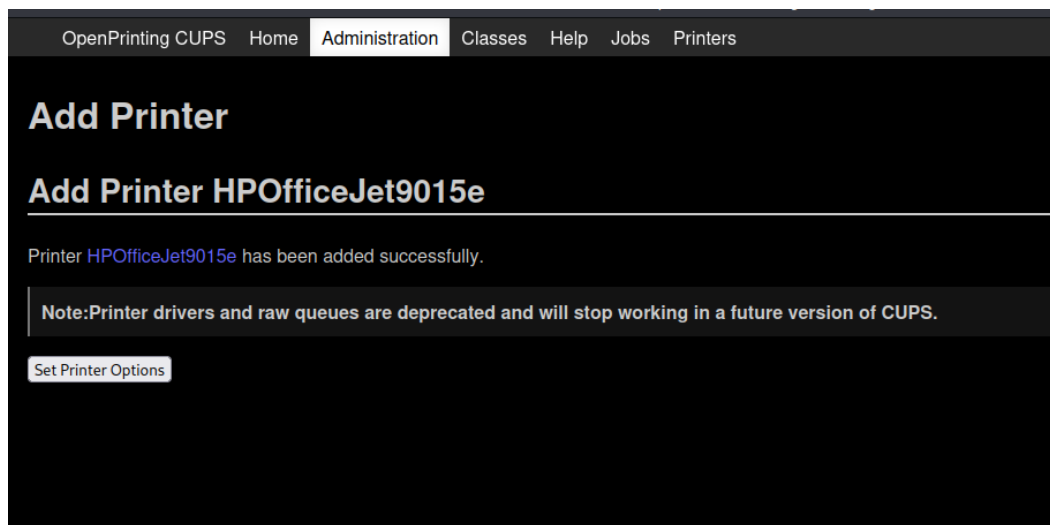 OpenPrinting CUPS Home Administration Classes Help Jobs Printers
Add Printer
Add Printer HPOfficeJet9015e
Printer HPOfficeJet9015e has been added successfully.
Note:Printer drivers and raw queues are deprecated and will stop working in a future version of CUPS.
Set Printer Options